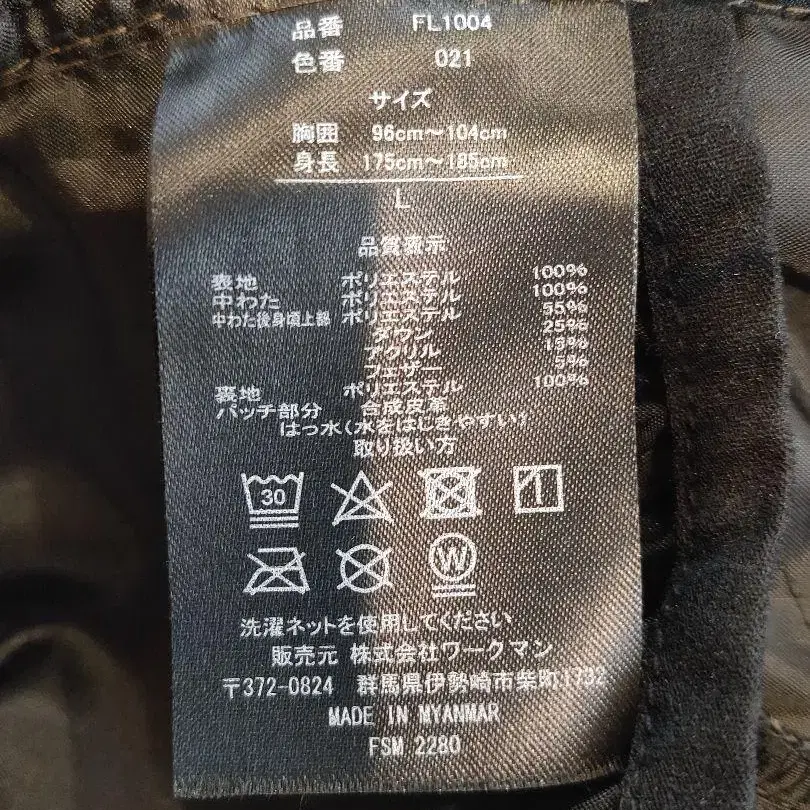 品番 FL1004
色番 021
サイズ
胸囲 96cm~104cm
身長 175cm~185cm
L
品質表示
表地 ポリエステル 100%
中わた ポリエステル 100%
中わた後身頃上部 ポリエステル 55%
ダウン 25%
アクリル 15%
フェザー 5%
裏地 ポリエステル 100%
パッチ部分 合成皮革
はっ水(水をはじきやすい)
取り扱い方
30
W
洗濯ネットを使用してください
販売元 株式会社ワークマン
〒372-0824 群馬県伊勢崎市柴町1732
MADE IN MYANMAR
FSM 2280